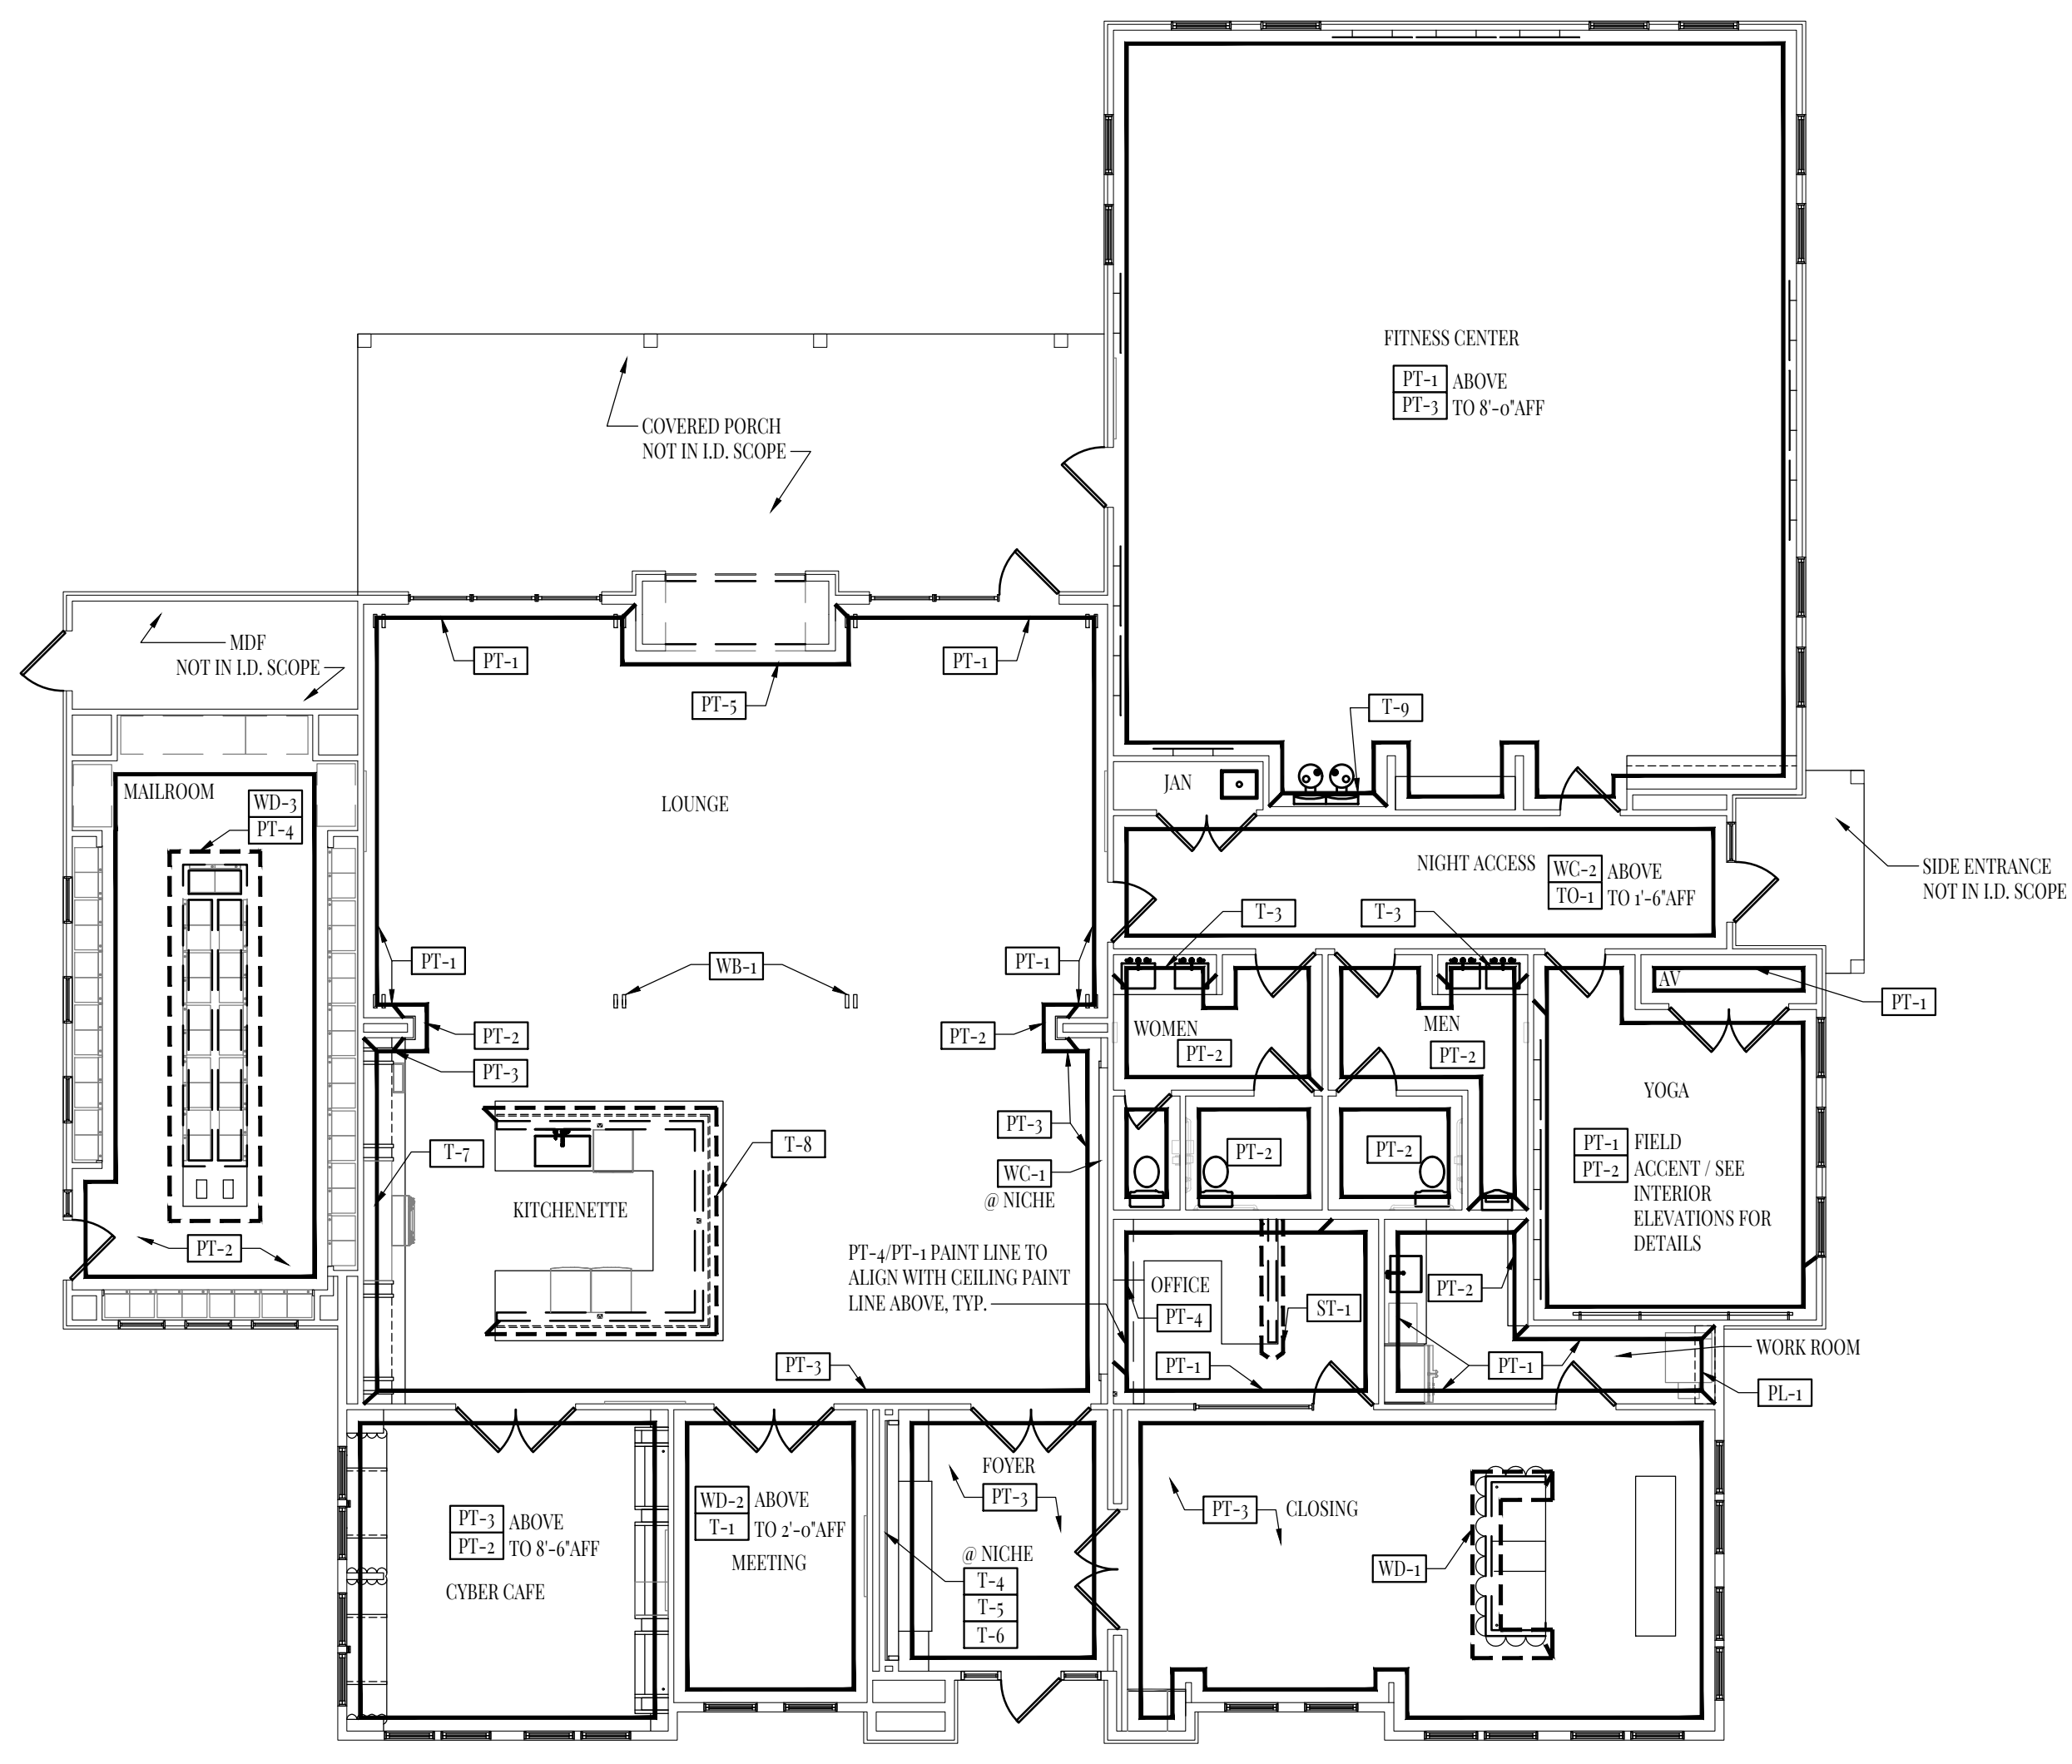 FITNESS CENTER
PT-1 ABOVE
PT-3 TO 8'-0"AFF
COVERED PORCH
NOT IN I.D. SCOPE
MDF
NOT IN I.D. SCOPE
PT-1
PT-1
PT-5
T-9
MAILROOM
WD-3
PT-4
LOUNGE
JAN
NIGHT ACCESS
WC-2 ABOVE
TO-1 TO 1'-6"AFF
SIDE ENTRANCE
NOT IN I.D. SCOPE
T-3
T-3
PT-1
WB-1
PT-1
AV
PT-1
PT-2
PT-2
WOMEN
PT-2
MEN
PT-2
PT-3
YOGA
PT-1 FIELD
PT-2 ACCENT / SEE
INTERIOR
ELEVATIONS FOR
DETAILS
PT-3
T-7
T-8
PT-2
PT-2
WC-1
@ NICHE
KITCHENETTE
PT-2
PT-4/PT-1 PAINT LINE TO
ALIGN WITH CEILING PAINT
LINE ABOVE, TYP.
OFFICE
PT-4
ST-1
PT-2
PT-1
PT-3
PT-1
WORK ROOM
PL-1
FOYER
PT-3
PT-3 CLOSING
PT-3 ABOVE
PT-2 TO 8'-6"AFF
CYBER CAFE
WD-2 ABOVE
T-1 TO 2'-0"AFF
MEETING
@ NICHE
T-4
T-5
T-6
WD-1